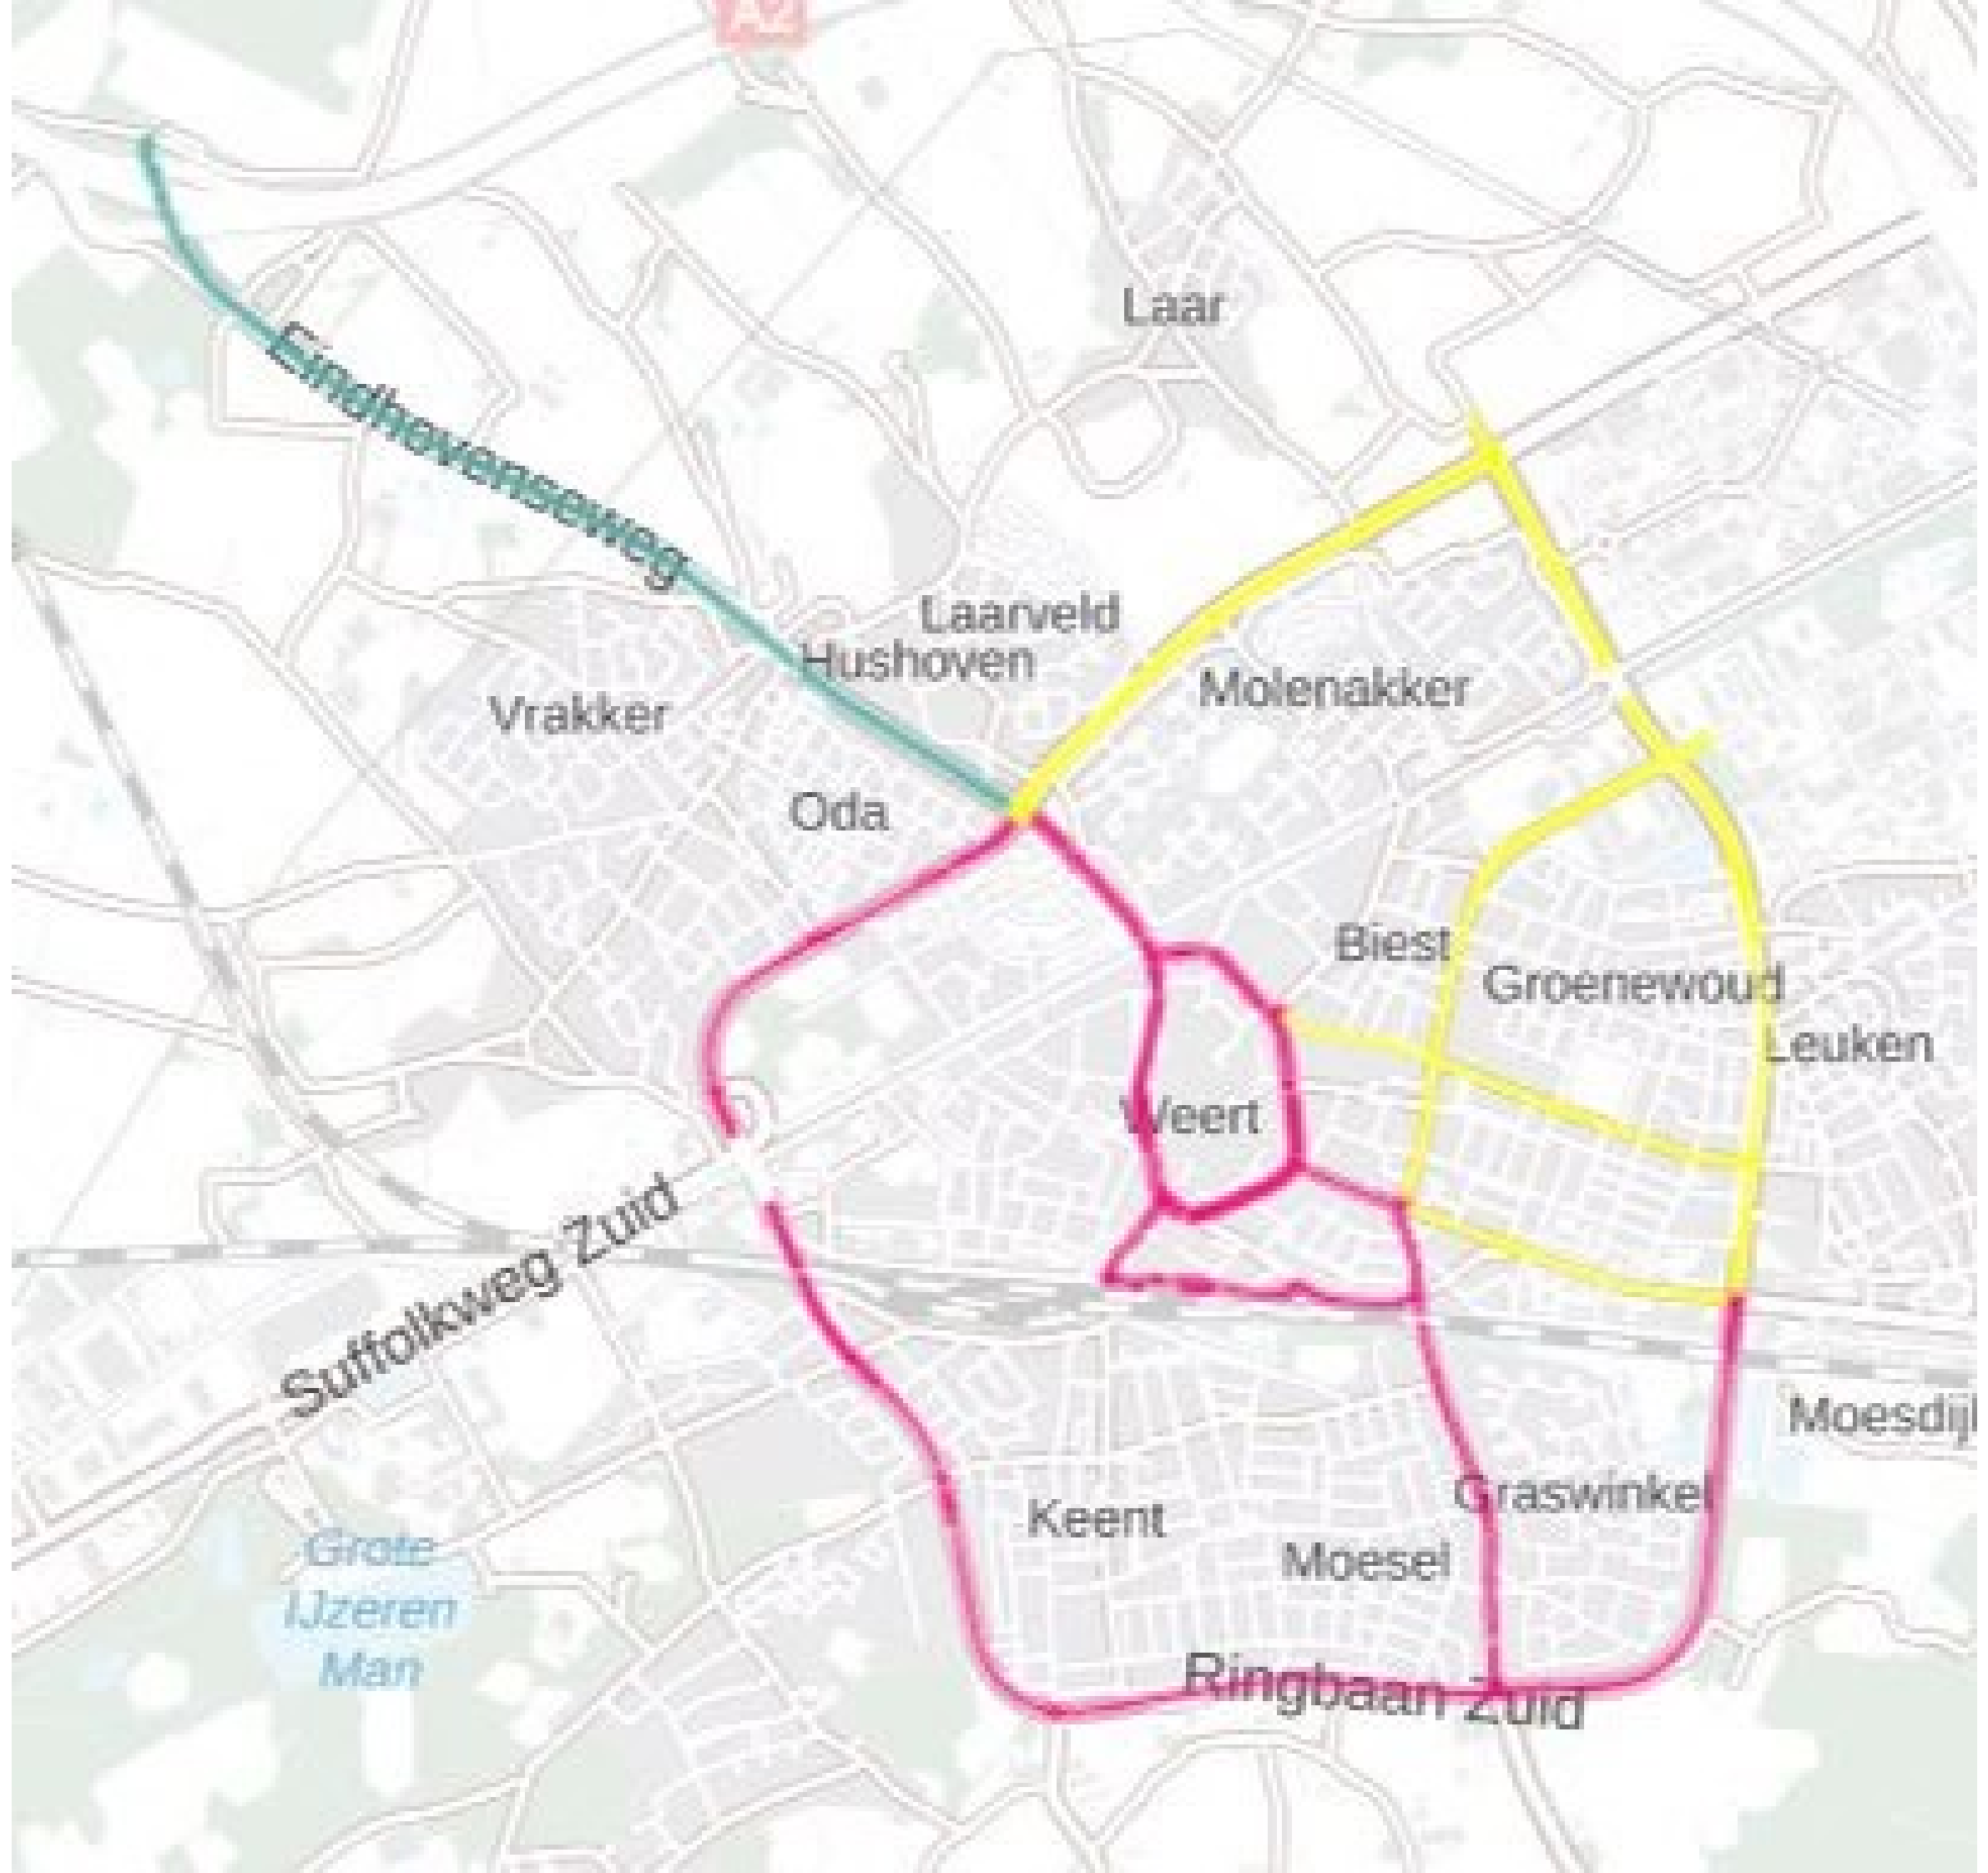 A2
Laar
Eindhovenseweg
Laarveld
Hushoven
Molenakker
Vrakker
Oda
Biest
Groenewoud
Leuken
Weert
Suffolkweg Zuid
Moesdijk
Graswinkel
Keent
Moesel
Grote
IJzeren
Man
Ringbaan Zuid